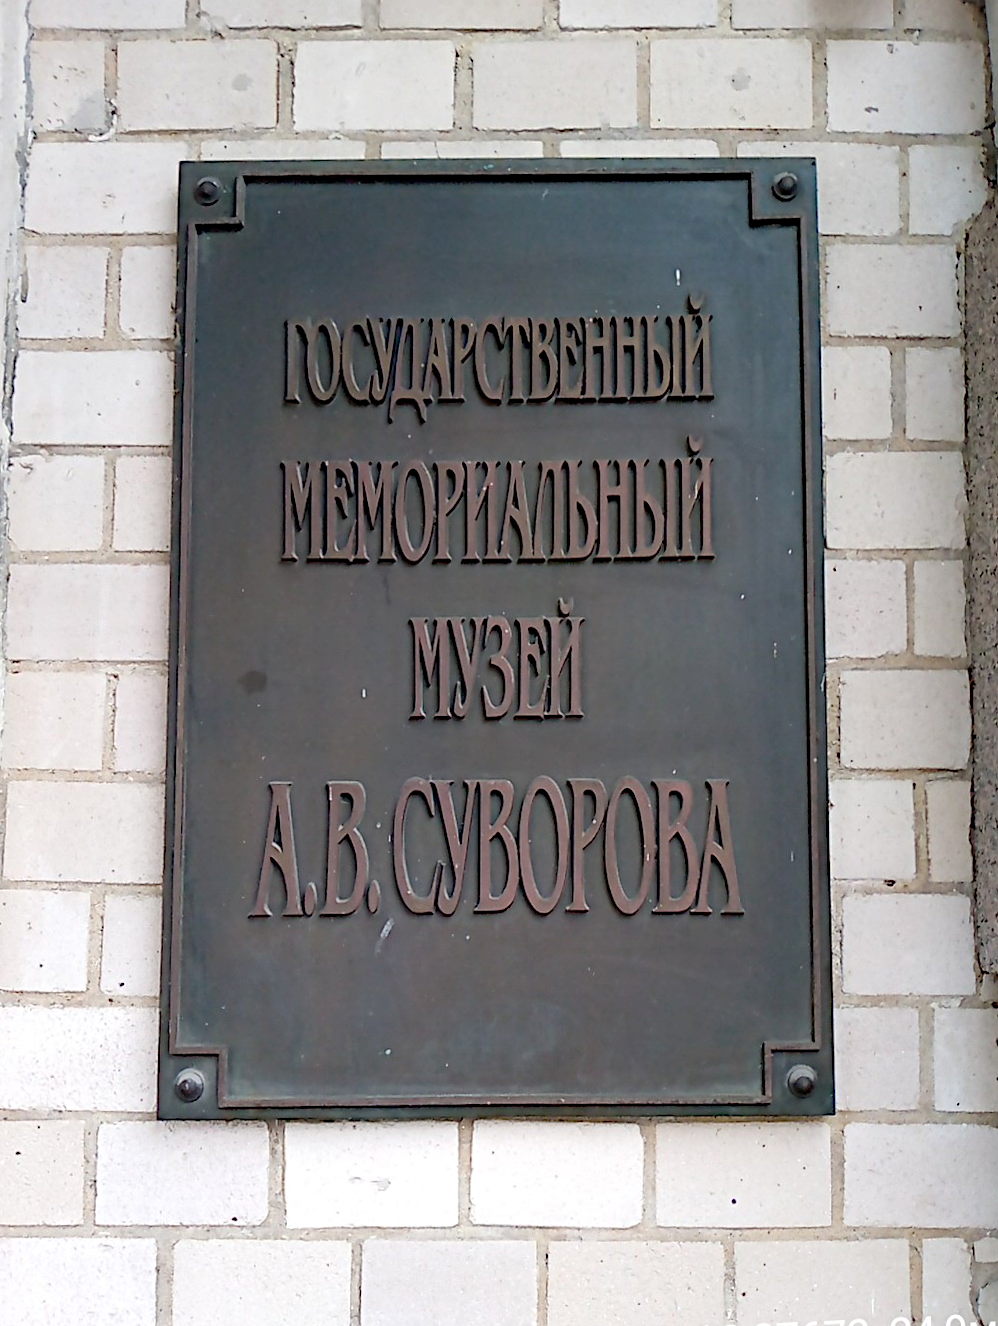 ГОСУДАРСТВЕННЫЙ
МЕМОРИАЛЬНЫЙ
МУЗЕЙ
А.В.СУВОРОВА